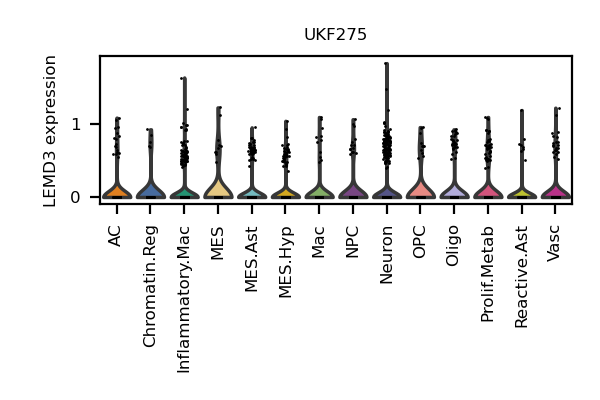 UKF275
LEMD3 expression
1
0
AC
Chromatin.Reg
Inflammatory.Mac
MES
MES.Ast
MES.Hyp
Mac
NPC
Neuron
OPC
Oligo
Prolif.Metab
Reactive.Ast
Vasc